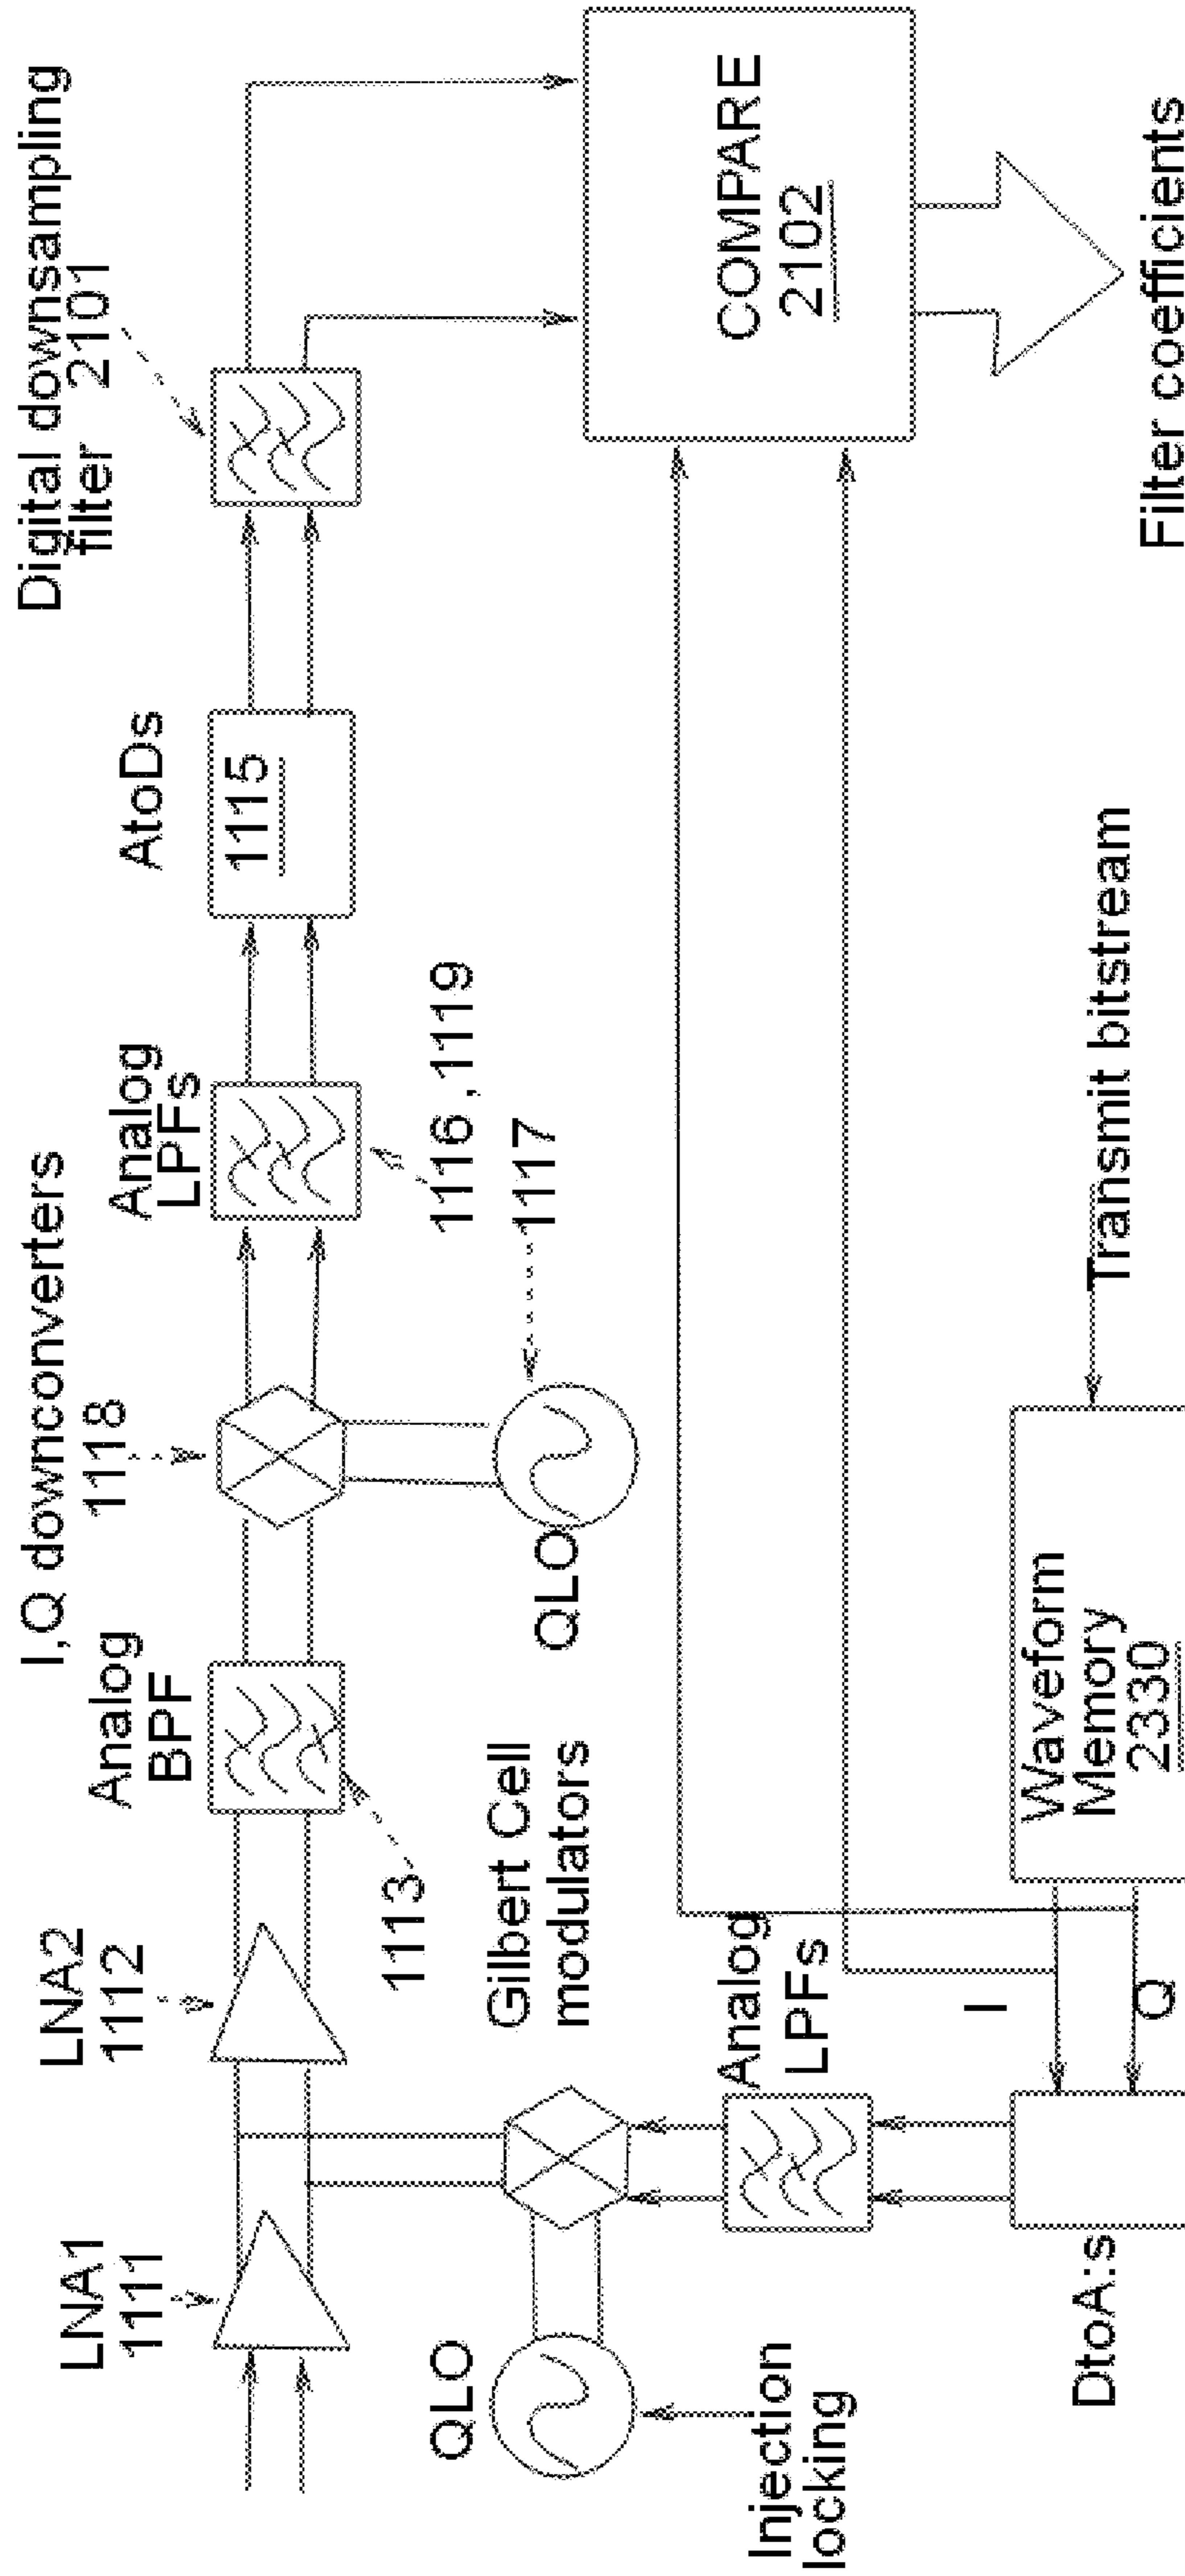 LNA1
1111
LNA2
1112
Analog
BPF
1113
I,Q downconverters
1118
Analog
LPFs
1116 ,1119
1117
AtoDs
1115
Digital downsampling
filter 2101
QLO
Gilbert Cell
modulators
QLO
Injection
locking
Analog
LPFs
COMPARE
2102
Filter coefficients
DtoA:s
I
Q
Waveform
Memory
2330
Transmit bitstream